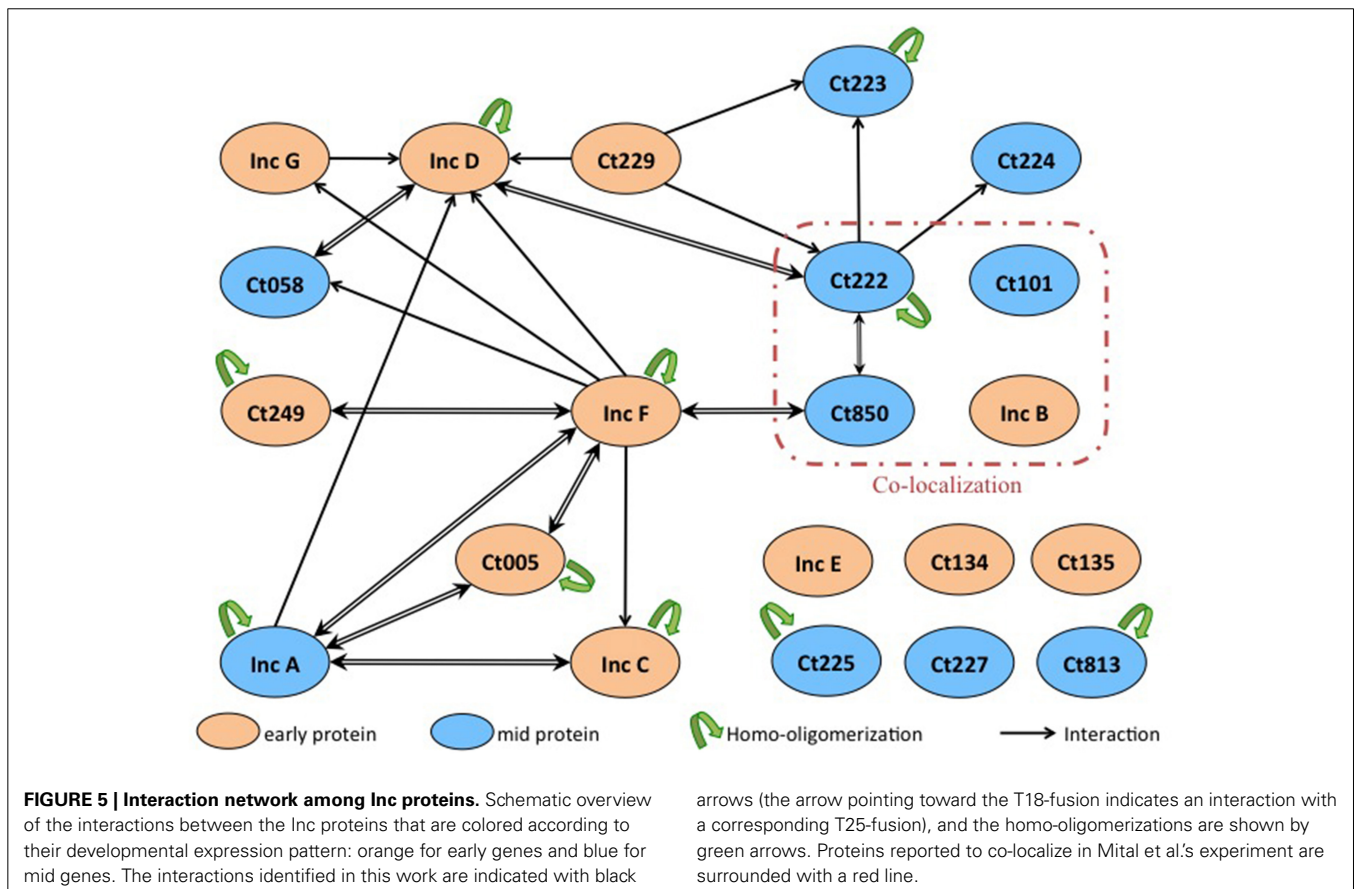 Ct223
Inc G
Inc D
Ct229
Ct224
Ct058
Ct222
Ct101
Ct249
Inc F
Ct850
Inc B
Co-localization
Ct005
Inc E
Ct134
Ct135
Inc A
Inc C
Ct225
Ct227
Ct813
early protein
mid protein
Homo-oligomerization
Interaction
FIGURE 5 | Interaction network among Inc proteins. Schematic overview
of the interactions between the Inc proteins that are colored according to
their developmental expression pattern: orange for early genes and blue for
mid genes. The interactions identified in this work are indicated with black
arrows (the arrow pointing toward the T18-fusion indicates an interaction with
a corresponding T25-fusion), and the homo-oligomerizations are shown by
green arrows. Proteins reported to co-localize in Mital et al.'s experiment are
surrounded with a red line.